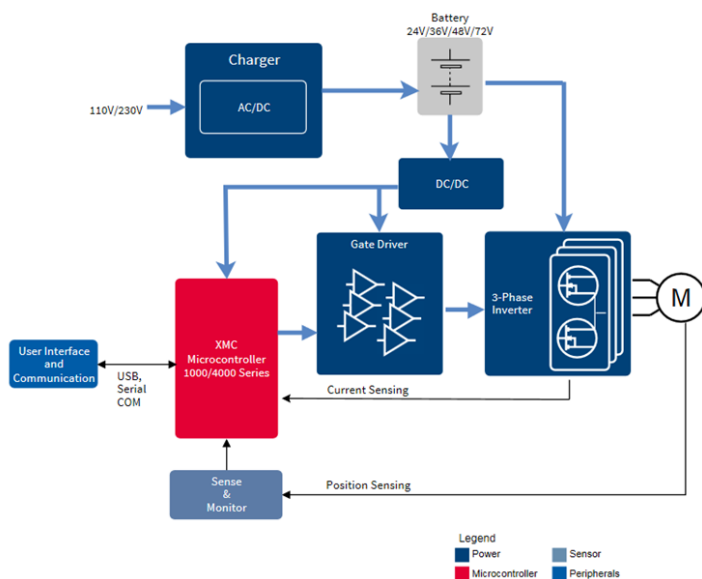 Battery
24V/36V/48V/72V
Charger
AC/DC
110V/230V
DC/DC
Gate Driver
3-Phase
Inverter
M
XMC
Microcontroller
1000/4000 Series
User Interface
and
Communication
USB,
Serial
COM
Current Sensing
Sense
&
Monitor
Position Sensing
Legend
Power
Sensor
Microcontroller
Peripherals